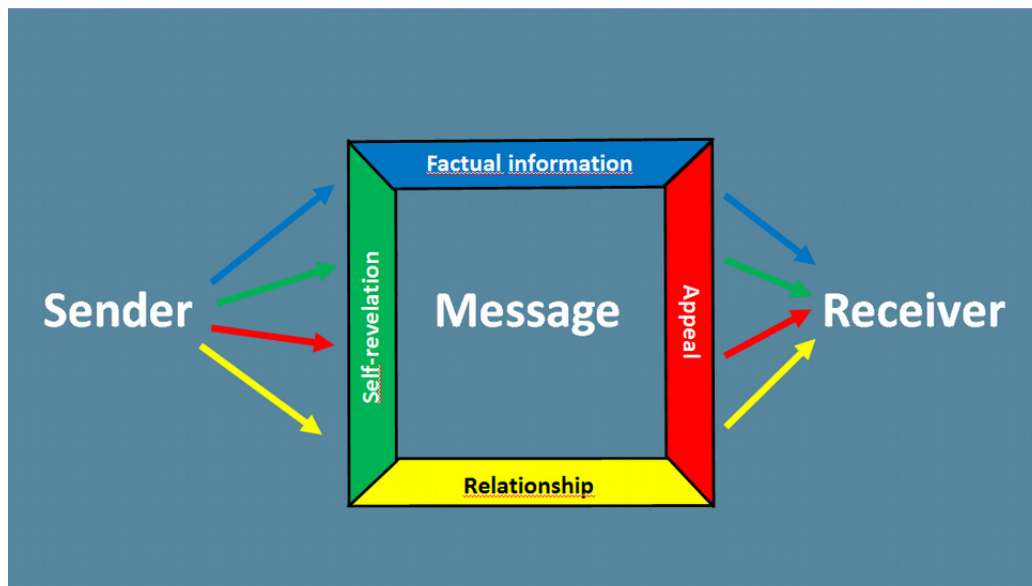 Factual information
Self-revelation
Sender
Message
Appeal
Receiver
Relationship